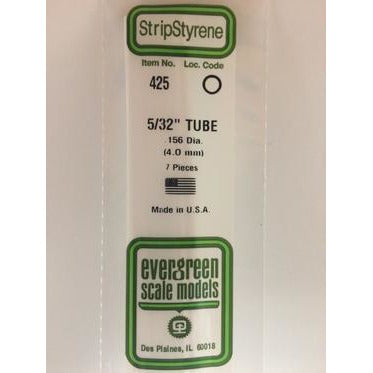 StripStyrene
Item No. Loc. Code
425
5/32" TUBE
.156 Dia.
(4.0 mm)
7 Pieces
Made in U.S.A.
evergreen
scale models
Des Plaines, IL 60018